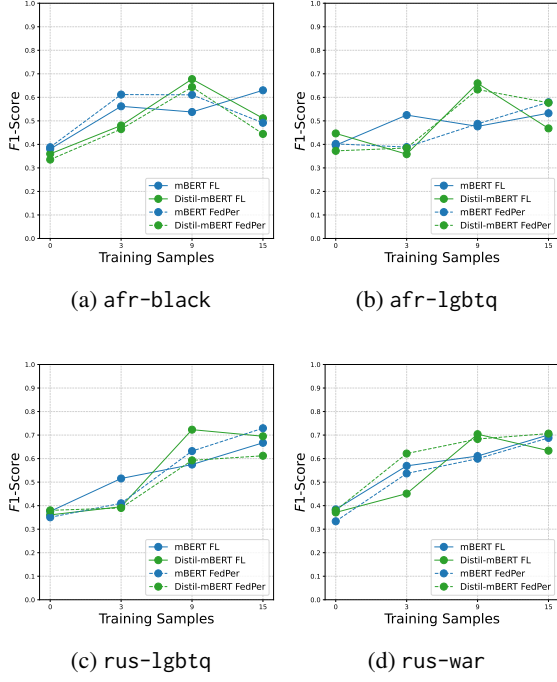 1.0
0.9
0.8
0.7
0.6
0.5
0.4
0.3
0.2
0.1
0.0
F1-Score
0 3 9 15
Training Samples
mBERT FL
Distil-mBERT FL
mBERT FedPer
Distil-mBERT FedPer
(a) afr-black
1.0
0.9
0.8
0.7
0.6
0.5
0.4
0.3
0.2
0.1
0.0
F1-Score
0 3 9 15
Training Samples
mBERT FL
Distil-mBERT FL
mBERT FedPer
Distil-mBERT FedPer
(b) afr-lgbtq
1.0
0.9
0.8
0.7
0.6
0.5
0.4
0.3
0.2
0.1
0.0
F1-Score
0 3 9 15
Training Samples
mBERT FL
Distil-mBERT FL
mBERT FedPer
Distil-mBERT FedPer
(c) rus-lgbtq
1.0
0.9
0.8
0.7
0.6
0.5
0.4
0.3
0.2
0.1
0.0
F1-Score
0 3 9 15
Training Samples
mBERT FL
Distil-mBERT FL
mBERT FedPer
Distil-mBERT FedPer
(d) rus-war